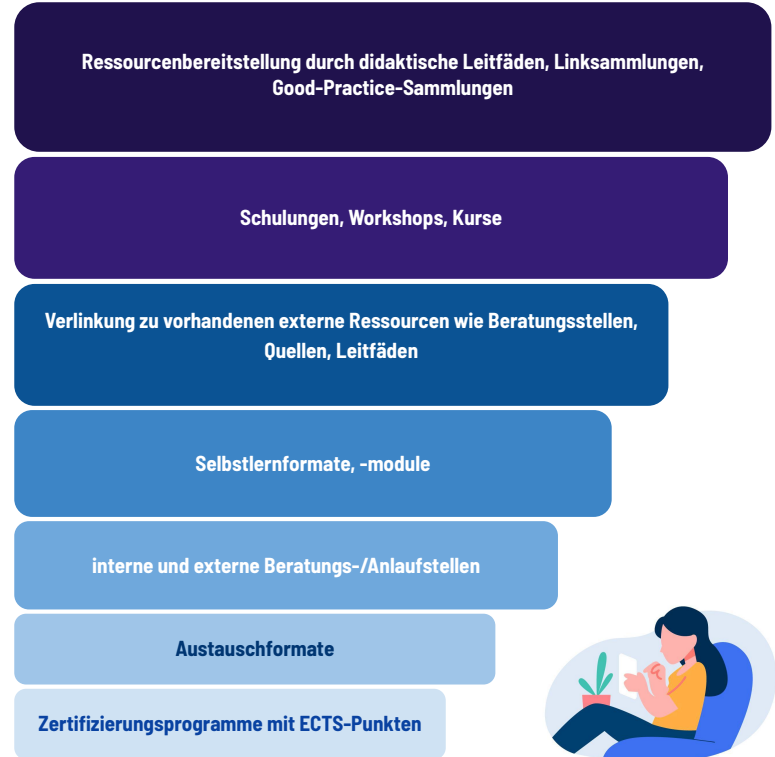 Ressourcenbereitstellung durch didaktische Leitfäden, Linksammlungen,
Good-Practice-Sammlungen
Schulungen, Workshops, Kurse
Verlinkung zu vorhandenen externe Ressourcen wie Beratungsstellen,
Quellen, Leitfäden
Selbstlernformate, -module
interne und externe Beratungs-/Anlaufstellen
Austauschformate
Zertifizierungsprogramme mit ECTS-Punkten